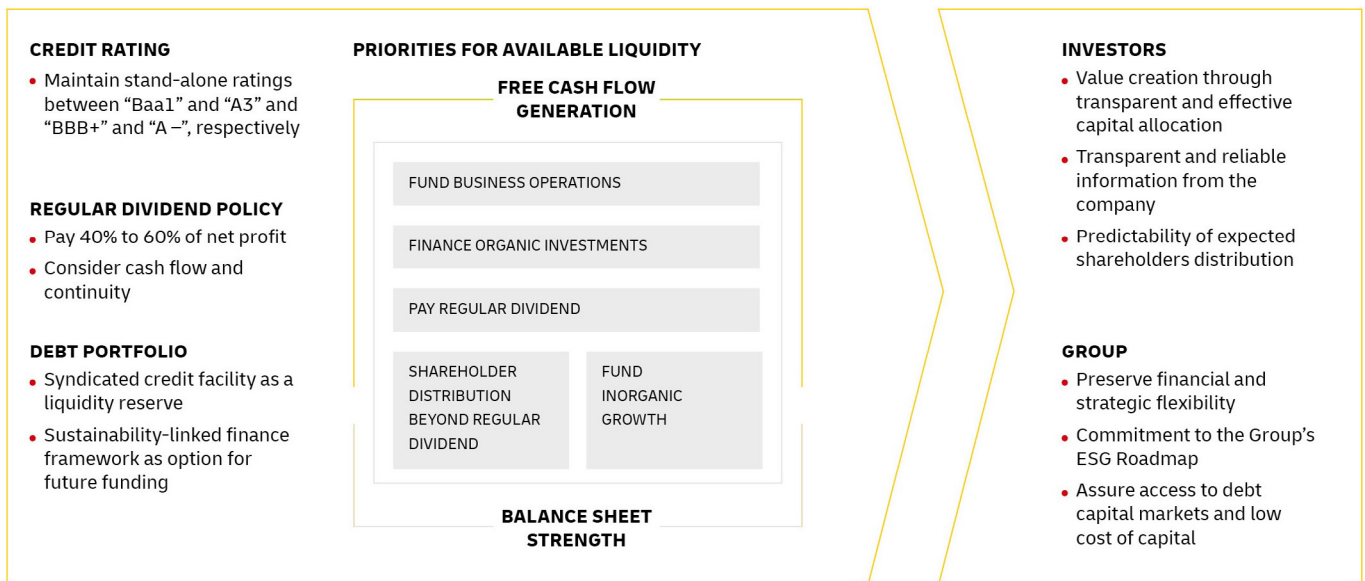 CREDIT RATING
• Maintain stand-alone ratings
between “Baa1” and “A3” and
“BBB+” and “A –”, respectively
REGULAR DIVIDEND POLICY
• Pay 40% to 60% of net profit
• Consider cash flow and
continuity
DEBT PORTFOLIO
• Syndicated credit facility as a
liquidity reserve
• Sustainability-linked finance
framework as option for
future funding
PRIORITIES FOR AVAILABLE LIQUIDITY
FREE CASH FLOW
GENERATION
FUND BUSINESS OPERATIONS
FINANCE ORGANIC INVESTMENTS
PAY REGULAR DIVIDEND
SHAREHOLDER
DISTRIBUTION
BEYOND REGULAR
DIVIDEND
FUND
INORGANIC
GROWTH
BALANCE SHEET
STRENGTH
INVESTORS
• Value creation through
transparent and effective
capital allocation
• Transparent and reliable
information from the
company
• Predictability of expected
shareholders distribution
GROUP
• Preserve financial and
strategic flexibility
• Commitment to the Group’s
ESG Roadmap
• Assure access to debt
capital markets and low
cost of capital